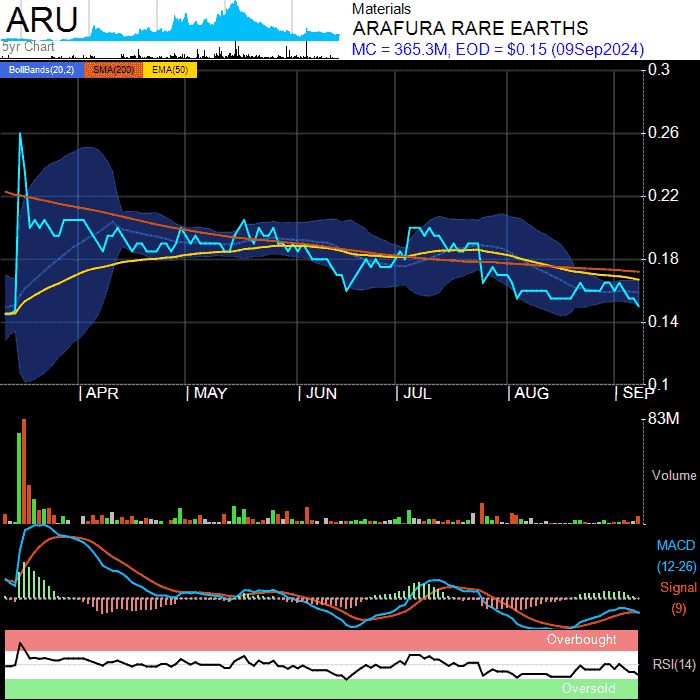 ARU
5yr Chart
Materials
ARAFURA RARE EARTHS
MC = 365.3M, EOD = $0.15 (09Sep2024)
BollBands(20,2) SMA(200) EMA(50)
0.3
0.26
0.22
0.18
0.14
0.1
APR MAY JUN JUL AUG SEP
83M
Volume
MACD
(12-26)
Signal
(9)
Overbought
RSI(14)
Oversold